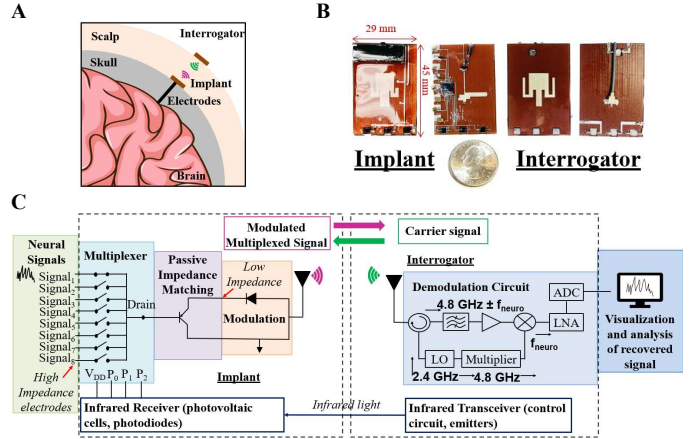 A
Scalp
Interrogator
Skull
Implant
Electrodes
Brain
B
29 mm
45 mm
Implant
Interrogator
C
Modulated
Multiplexed Signal
Carrier signal
Neural
Signals
Multiplexer
Passive
Impedance
Matching
Implant
Interrogator
Low
Impedance
Modulation
Demodulation Circuit
Signal1
Signal2
Signal3
Signal4
Signal5
Signal6
Signal7
Signal8
Drain
4.8 GHz ± fneuro
ADC
LNA
fneuro
LO
Multiplier
2.4 GHz
4.8 GHz
Visualization
and analysis
of recovered
signal
High
Impedance
electrodes
VDD P0 P1 P2
Implant
Infrared Receiver (photovoltaic
cells, photodiodes)
Infrared light
Infrared Transceiver (control
circuit, emitters)